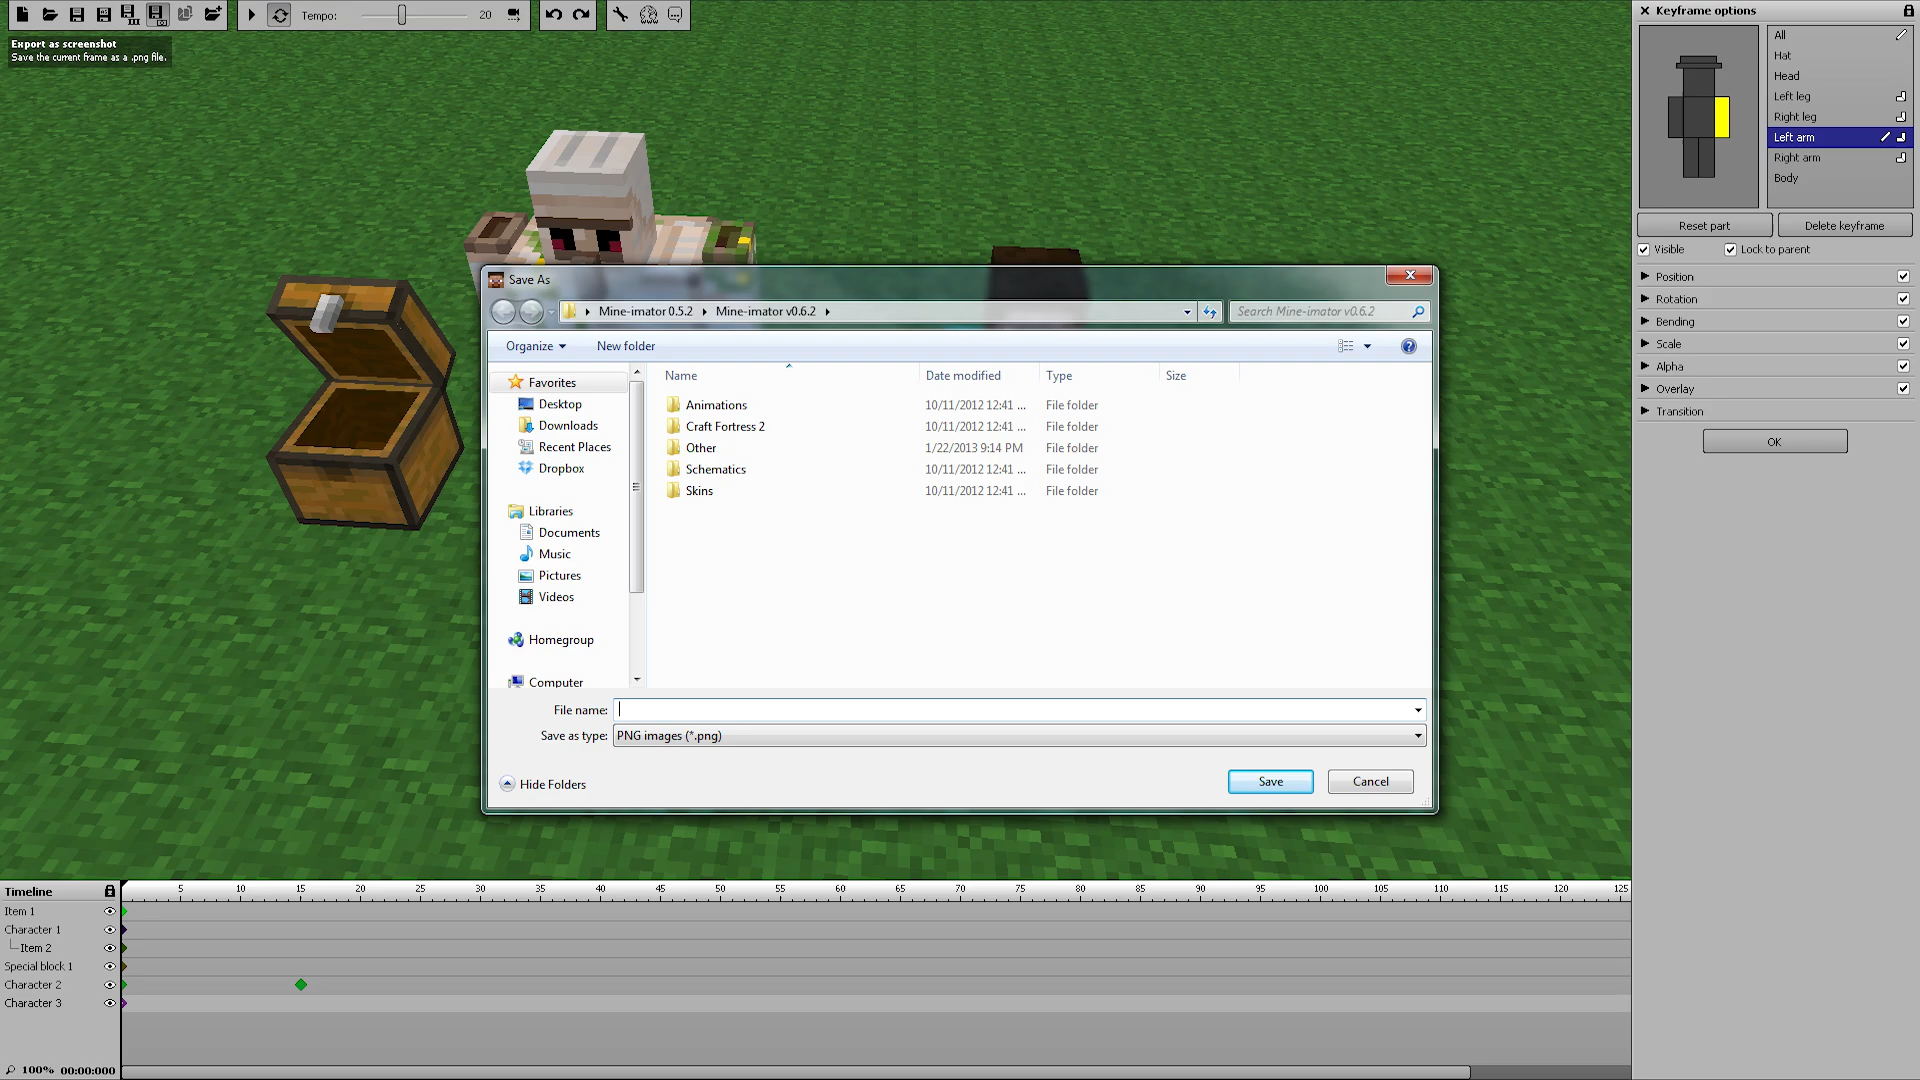 Tempo: 20
Export as screenshot
Save the current frame as a .png file.
Keyframe options
All
Hat
Head
Left leg
Right leg
Left arm
Right arm
Body
Reset part Delete keyframe
Visible Lock to parent
Position
Rotation
Bending
Scale
Alpha
Overlay
Transition
OK
Save As
Mine-imator 0.5.2 Mine-imator v0.6.2
Search Mine-imator v0.6.2
Organize New folder
Favorites
Desktop
Downloads
Recent Places
Dropbox
Libraries
Documents
Music
Pictures
Videos
Homegroup
Computer
Name Date modified Type Size
Animations 10/11/2012 12:41 ... File folder
Craft Fortress 2 10/11/2012 12:41 ... File folder
Other 1/22/2013 9:14 PM File folder
Schematics 10/11/2012 12:41 ... File folder
Skins 10/11/2012 12:41 ... File folder
File name:
Save as type: PNG images (*.png)
Hide Folders Save Cancel
Timeline 5 10 15 20 25 30 35 40 45 50 55 60 65 70 75 80 85 90 95 100 105 110 115 120 125
Item 1
Character 1
Item 2
Special block 1
Character 2
Character 3
100% 00:00:000